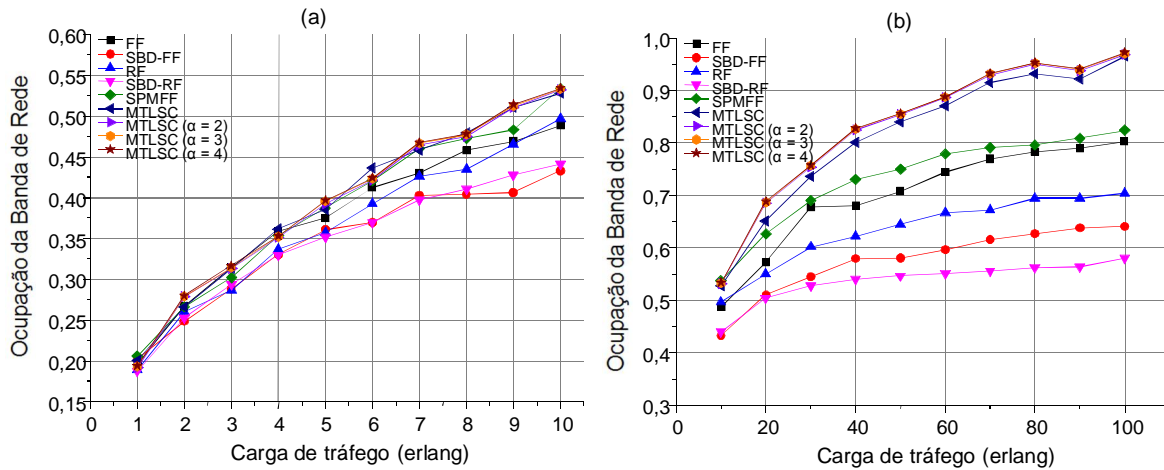 (a)
Ocupação da Banda de Rede
0,60
0,55
0,50
0,45
0,40
0,35
0,30
0,25
0,20
0,15
FF
SBD-FF
RF
SBD-RF
SPMFF
MTLSC
MTLSC (α = 2)
MTLSC (α = 3)
MTLSC (α = 4)
0 1 2 3 4 5 6 7 8 9 10
Carga de tráfego (erlang)
(b)
Ocupação da Banda de Rede
1,0
0,9
0,8
0,7
0,6
0,5
0,4
0,3
FF
SBD-FF
RF
SBD-RF
SPMFF
MTLSC
MTLSC (α = 2)
MTLSC (α = 3)
MTLSC (α = 4)
0 20 40 60 80 100
Carga de tráfego (erlang)